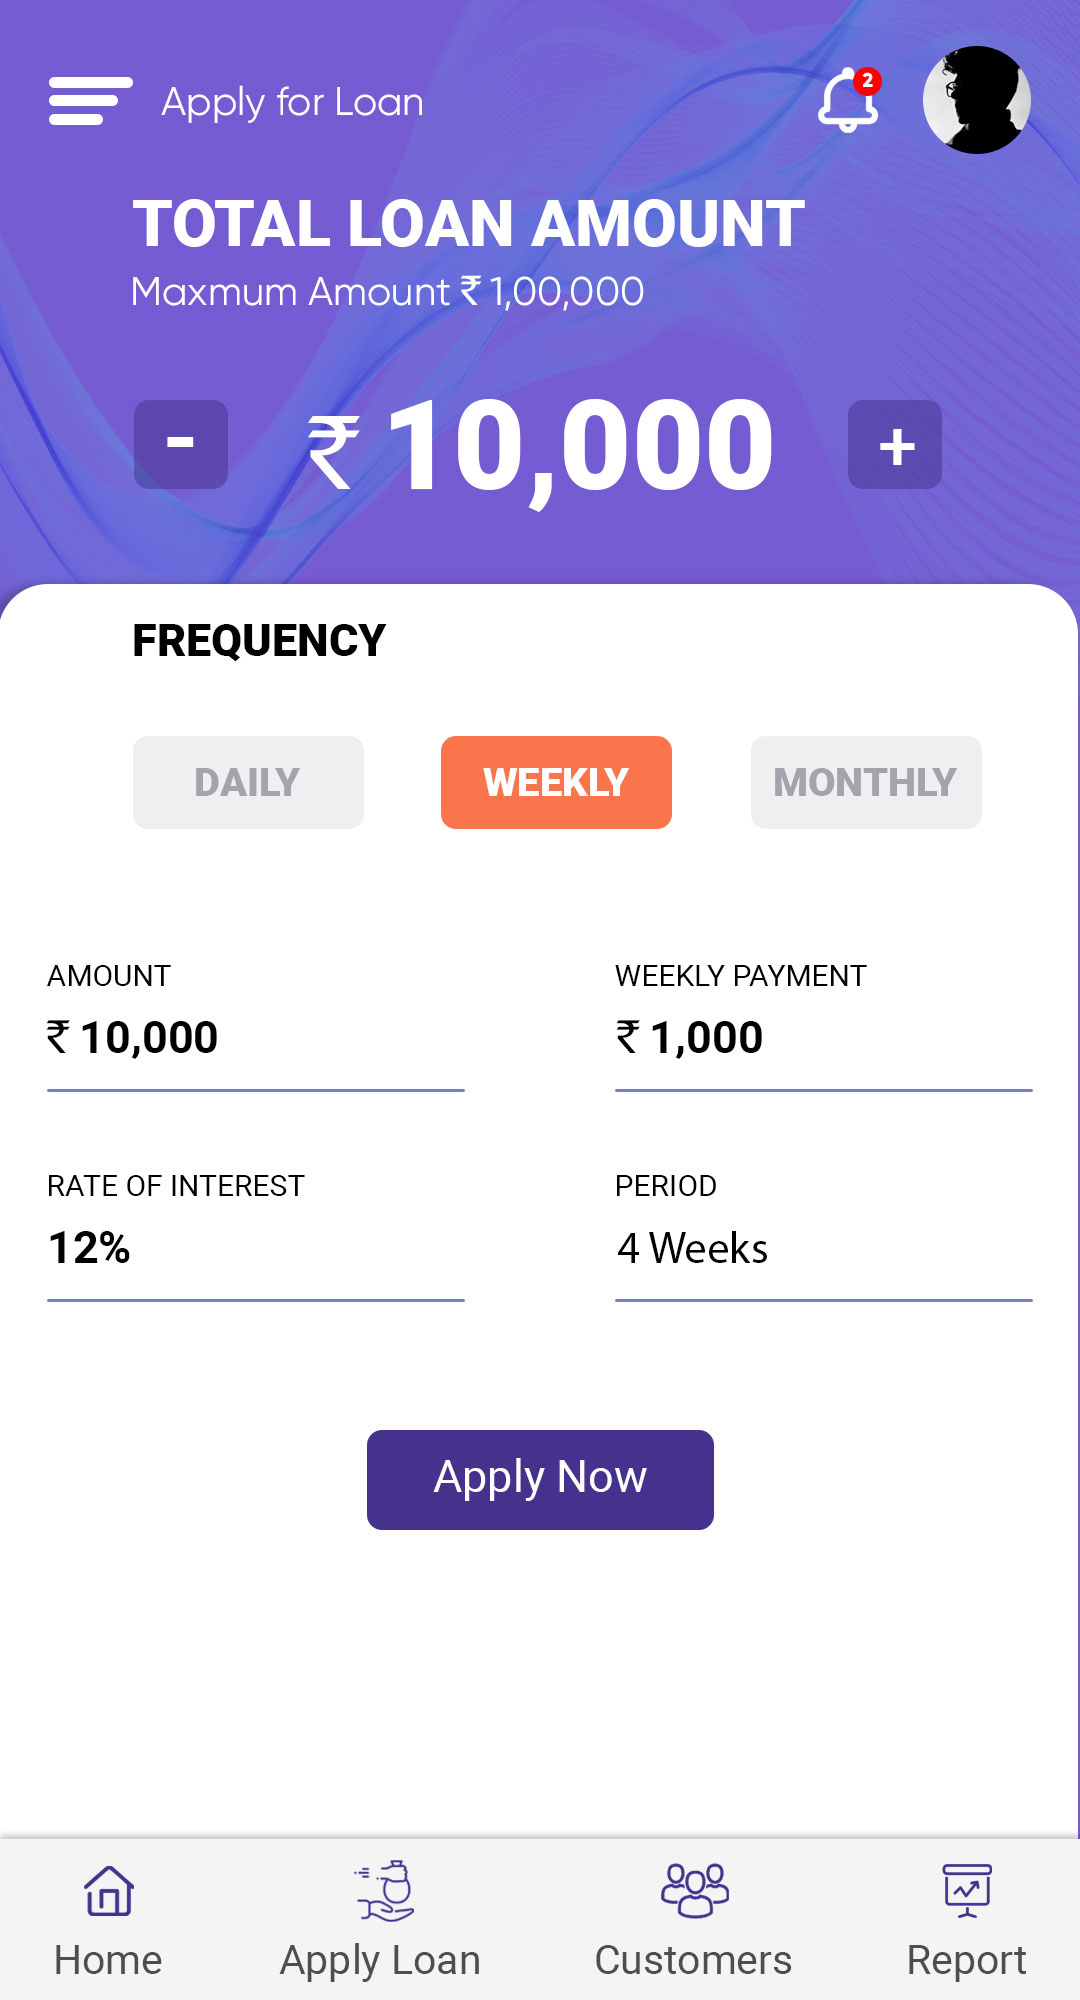 Apply for Loan
2
TOTAL LOAN AMOUNT
Maxmum Amount ₹ 1,00,000
- ₹ 10,000 +
FREQUENCY
DAILY WEEKLY MONTHLY
AMOUNT WEEKLY PAYMENT
₹ 10,000 ₹ 1,000
RATE OF INTEREST PERIOD
12% 4 Weeks
Apply Now
Home Apply Loan Customers Report